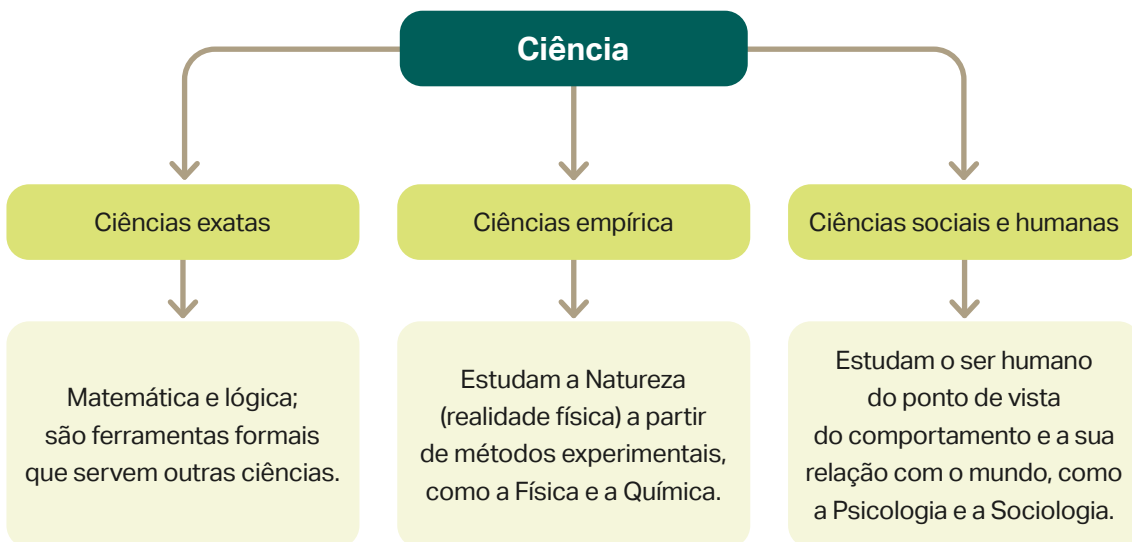 Ciência
Ciências exatas
Ciências empírica
Ciências sociais e humanas
Matemática e lógica;
são ferramentas formais
que servem outras ciências.
Estudam a Natureza
(realidade física) a partir
de métodos experimentais,
como a Física e a Química.
Estudam o ser humano
do ponto de vista
do comportamento e a sua
relação com o mundo, como
a Psicologia e a Sociologia.